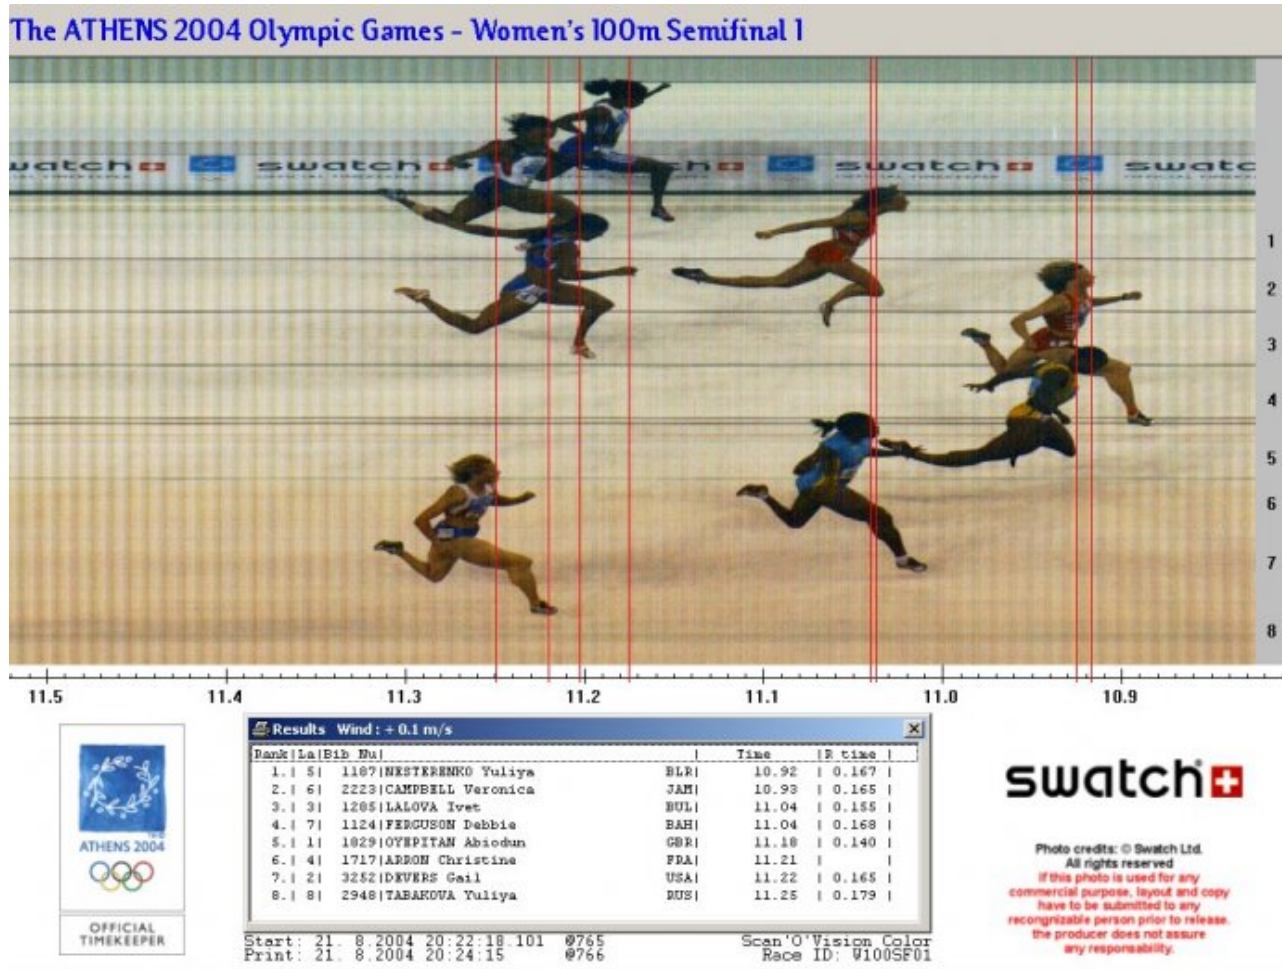 The ATHENS 2004 Olympic Games - Women's 100m Semifinal 1
watch swatch swatch swatch swatc
1
2
3
4
5
6
7
8
11.5 11.4 11.3 11.2 11.1 11.0 10.9
Results Wind : + 0.1 m/s
Rank|La|Bib Nu| | Time |R time |
1.| 5| 1187|NESTERENKO Yuliya BLR| 10.92 | 0.167 |
2.| 6| 2223|CAMPBELL Veronica JAM| 10.93 | 0.165 |
3.| 3| 1285|LALOVA Ivet BUL| 11.04 | 0.155 |
4.| 7| 1124|FERGUSON Debbie BAH| 11.04 | 0.168 |
5.| 1| 1829|OYEPITAN Abiodun GBR| 11.18 | 0.140 |
6.| 4| 1717|ARRON Christine FRA| 11.21 | |
7.| 2| 3252|DEVERS Gail USA| 11.22 | 0.165 |
8.| 8| 2948|TABAKOVA Yuliya RUS| 11.25 | 0.179 |
Start: 21. 8.2004 20:22:18.101 @765 Scan'O'Vision Color
Print: 21. 8.2004 20:24:15 @766 Race ID: W100SF01
ATHENS 2004
OFFICIAL
TIMEKEEPER
swatch
Photo credits: © Swatch Ltd.
All rights reserved
If this photo is used for any
commercial purpose, layout and copy
have to be submitted to any
recongnizable person prior to release.
the producer does not assure
any responsability.